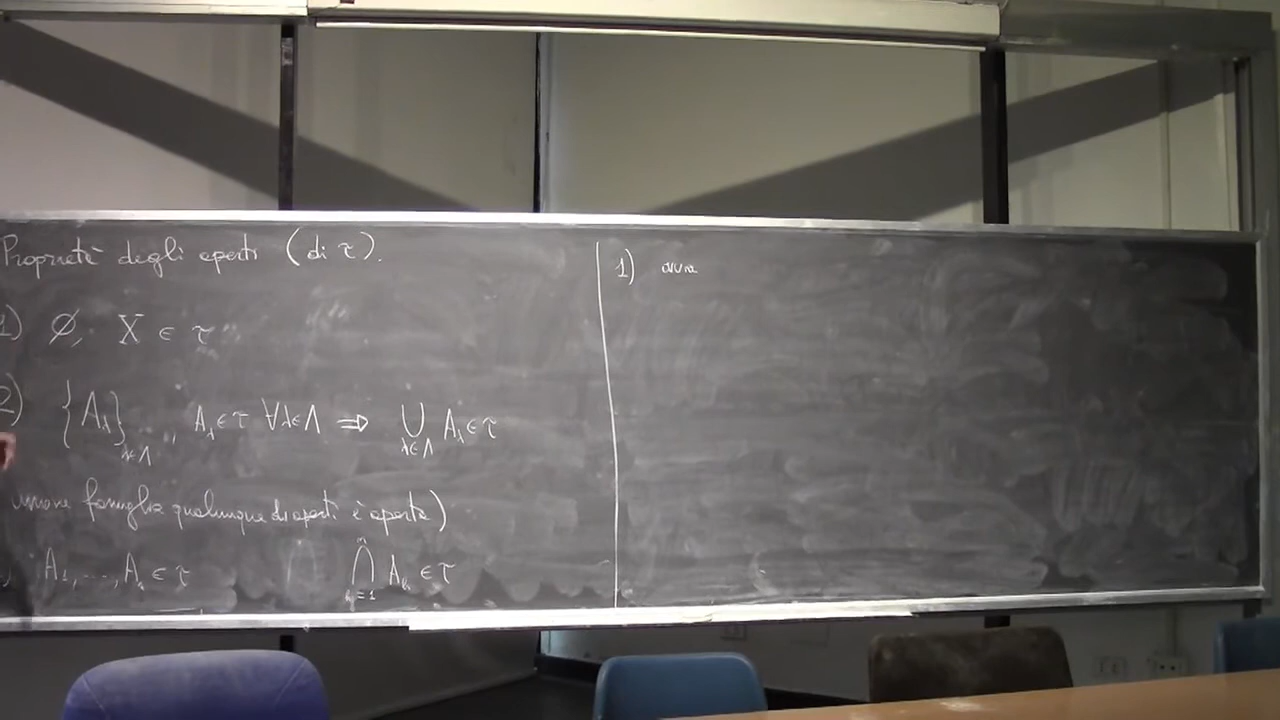 Proprietà degli aperti (di τ).
1) ∅, X ∈ τ
2) {A_λ}_{λ∈Λ}, A_λ ∈ τ ∀λ∈Λ ⇒ ⋃_{λ∈Λ} A_λ ∈ τ
unione famiglia qualunque di aperti è aperta)
A_1, ..., A_n ∈ τ ⋂_{k=1}^{n} A_k ∈ τ
1) ovvia